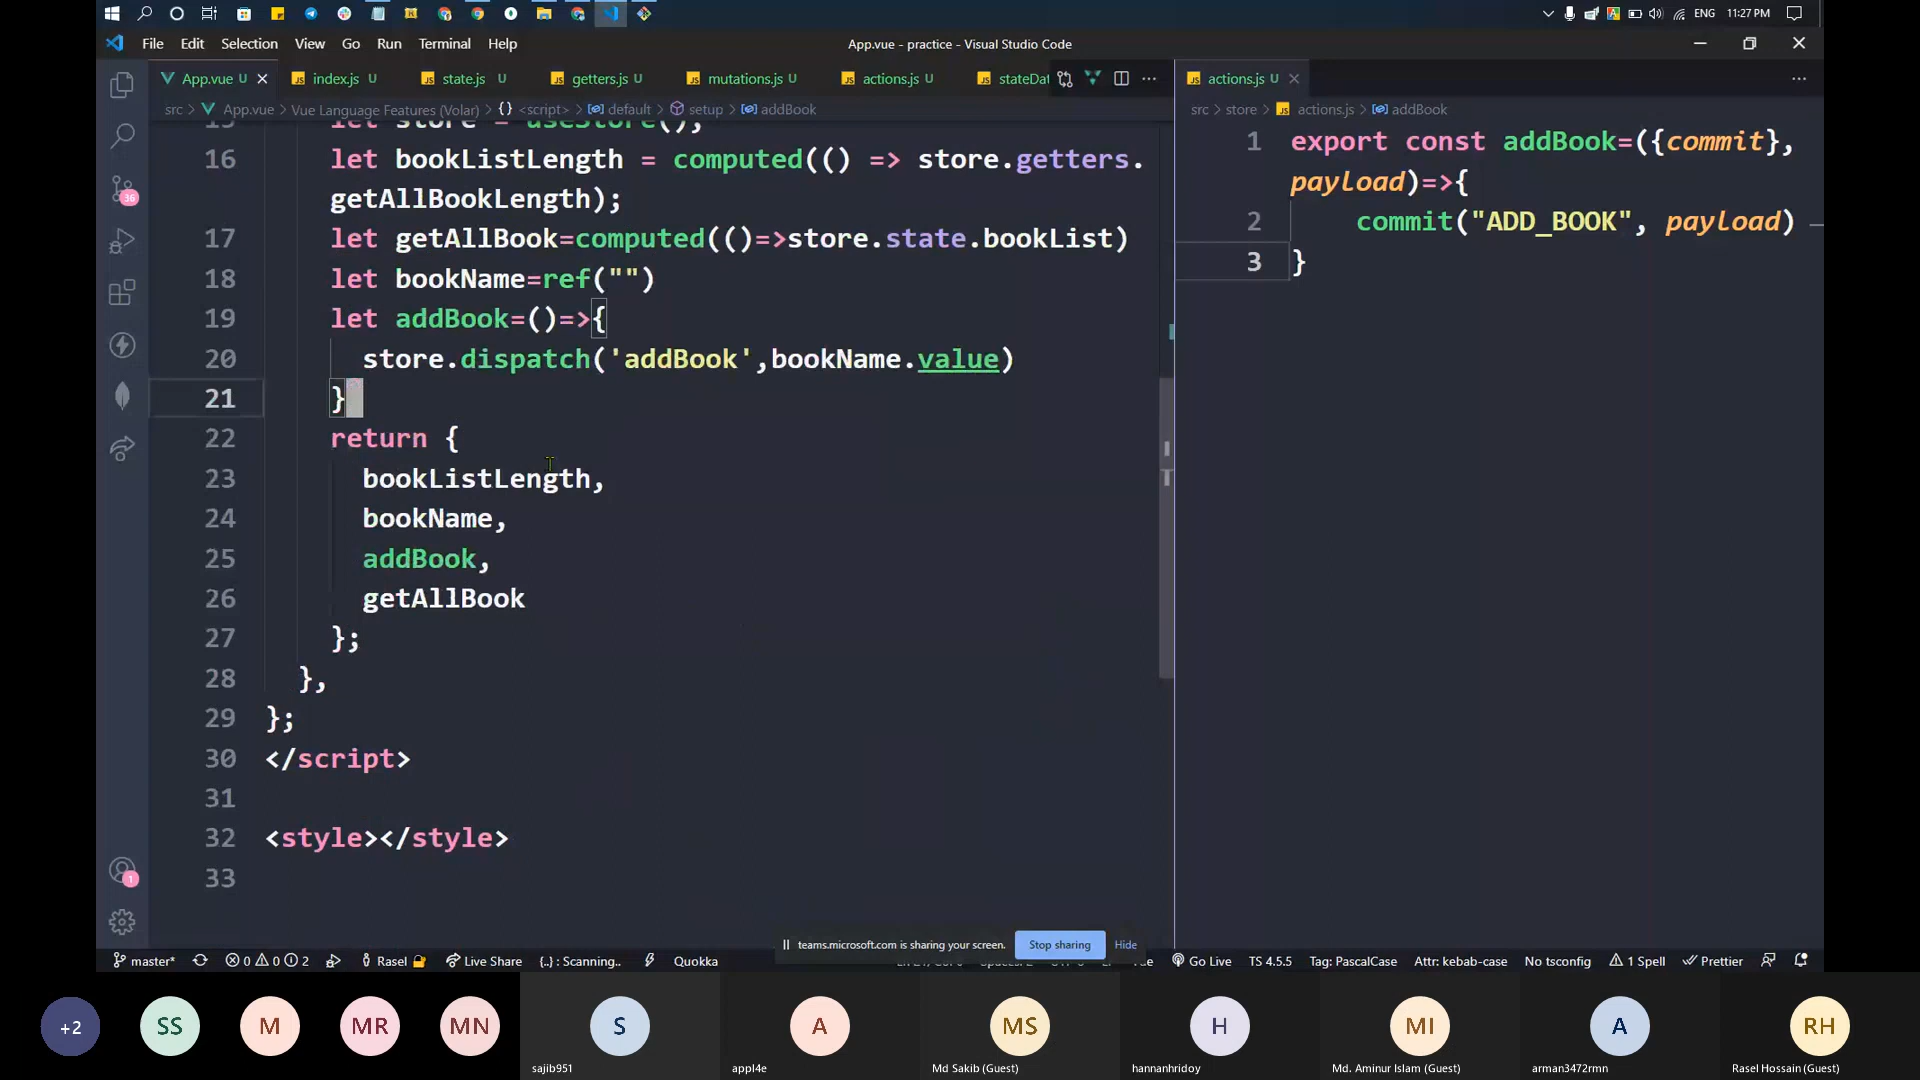 ENG 11:27 PM
File Edit Selection View Go Run Terminal Help
App.vue - practice - Visual Studio Code
App.vue U
index.js U
state.js U
getters.js U
mutations.js U
actions.js U
stateDat
src > App.vue > Vue Language Features (Volar) > {} <script> > default > setup > addBook
let store = useStore();
16 let bookListLength = computed(() => store.getters.
getAllBookLength);
17 let getAllBook=computed(()=>store.state.bookList)
18 let bookName=ref("")
19 let addBook=()=>{
20 store.dispatch('addBook',bookName.value)
21 }
22 return {
23 bookListLength,
24 bookName,
25 addBook,
26 getAllBook
27 };
28 },
29 };
30 </script>
31
32 <style></style>
33
actions.js U
src > store > actions.js > addBook
1 export const addBook=({commit},
payload)=>{
2 commit("ADD_BOOK", payload)
3 }
36
1
teams.microsoft.com is sharing your screen. Stop sharing Hide
master* 0 0 2 Rasel Live Share {..} : Scanning.. Quokka Go Live TS 4.5.5 Tag: PascalCase Attr: kebab-case No tsconfig 1 Spell Prettier
+2 SS M MR MN S A MS H MI A RH
sajib951 appl4e Md Sakib (Guest) hannanhridoy Md. Aminur Islam (Guest) arman3472rmn Rasel Hossain (Guest)